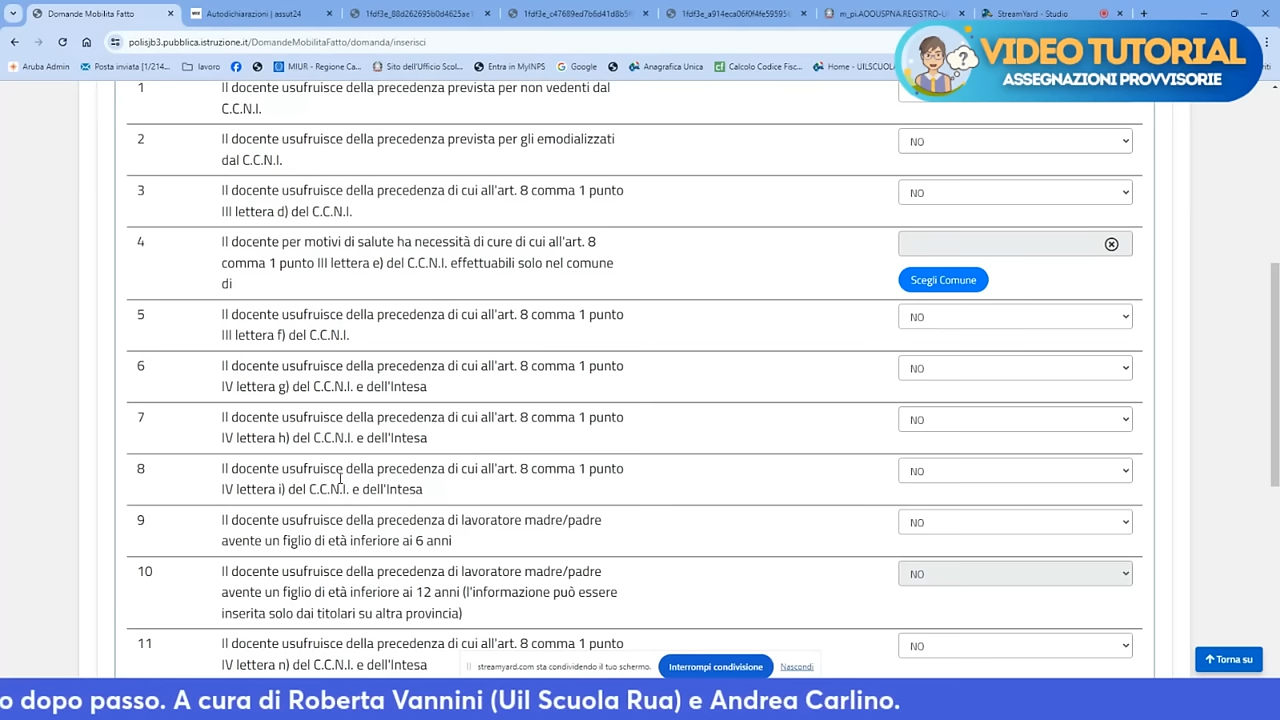 Domande Mobilita Fatto
Autodichiarazioni | assut24
1fdf3e_88d262695b0d4625ae1
1fdf3e_c47689ed7b6d41d8b5f
1fdf3e_a914eca06f0f4fe59595
m_pi.AOOUSPNA.REGISTRO-U
StreamYard - Studio
polisjb3.pubblica.istruzione.it/DomandeMobilitaFatto/domanda/inserisci
Aruba Admin
Posta inviata [1/214...
lavoro
MIUR - Regione Ca...
Sito dell'Ufficio Scol...
Entra in MyINPS
Google
Anagrafica Unica
Calcolo Codice Fisc...
Home - UILSCUOL
VIDEO TUTORIAL
ASSEGNAZIONI PROVVISORIE
1 Il docente usufruisce della precedenza prevista per non vedenti dal
C.C.N.I.
2 Il docente usufruisce della precedenza prevista per gli emodializzati NO
dal C.C.N.I.
3 Il docente usufruisce della precedenza di cui all'art. 8 comma 1 punto NO
III lettera d) del C.C.N.I.
4 Il docente per motivi di salute ha necessità di cure di cui all'art. 8
comma 1 punto III lettera e) del C.C.N.I. effettuabili solo nel comune
di Scegli Comune
5 Il docente usufruisce della precedenza di cui all'art. 8 comma 1 punto NO
III lettera f) del C.C.N.I.
6 Il docente usufruisce della precedenza di cui all'art. 8 comma 1 punto NO
IV lettera g) del C.C.N.I. e dell'Intesa
7 Il docente usufruisce della precedenza di cui all'art. 8 comma 1 punto NO
IV lettera h) del C.C.N.I. e dell'Intesa
8 Il docente usufruisce della precedenza di cui all'art. 8 comma 1 punto NO
IV lettera i) del C.C.N.I. e dell'Intesa
9 Il docente usufruisce della precedenza di lavoratore madre/padre NO
avente un figlio di età inferiore ai 6 anni
10 Il docente usufruisce della precedenza di lavoratore madre/padre NO
avente un figlio di età inferiore ai 12 anni (l'informazione può essere
inserita solo dai titolari su altra provincia)
11 Il docente usufruisce della precedenza di cui all'art. 8 comma 1 punto NO
IV lettera n) del C.C.N.I. e dell'Intesa
streamyard.com sta condividendo il tuo schermo. Interrompi condivisione Nascondi
Torna su
o dopo passo. A cura di Roberta Vannini (Uil Scuola Rua) e Andrea Carlino.